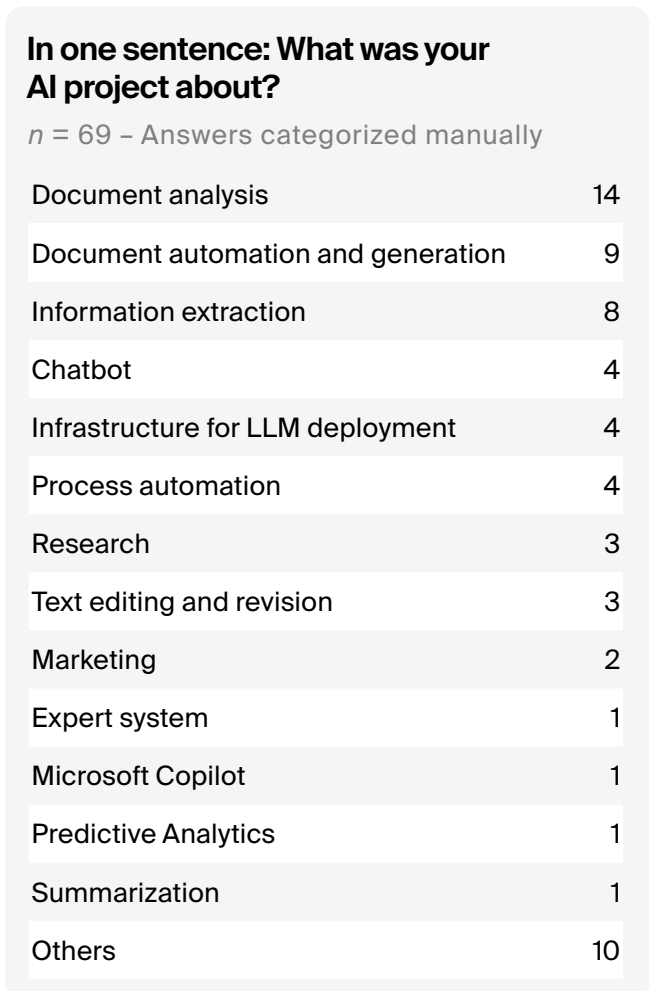 In one sentence: What was your
AI project about?
n = 69 – Answers categorized manually
Document analysis 14
Document automation and generation 9
Information extraction 8
Chatbot 4
Infrastructure for LLM deployment 4
Process automation 4
Research 3
Text editing and revision 3
Marketing 2
Expert system 1
Microsoft Copilot 1
Predictive Analytics 1
Summarization 1
Others 10